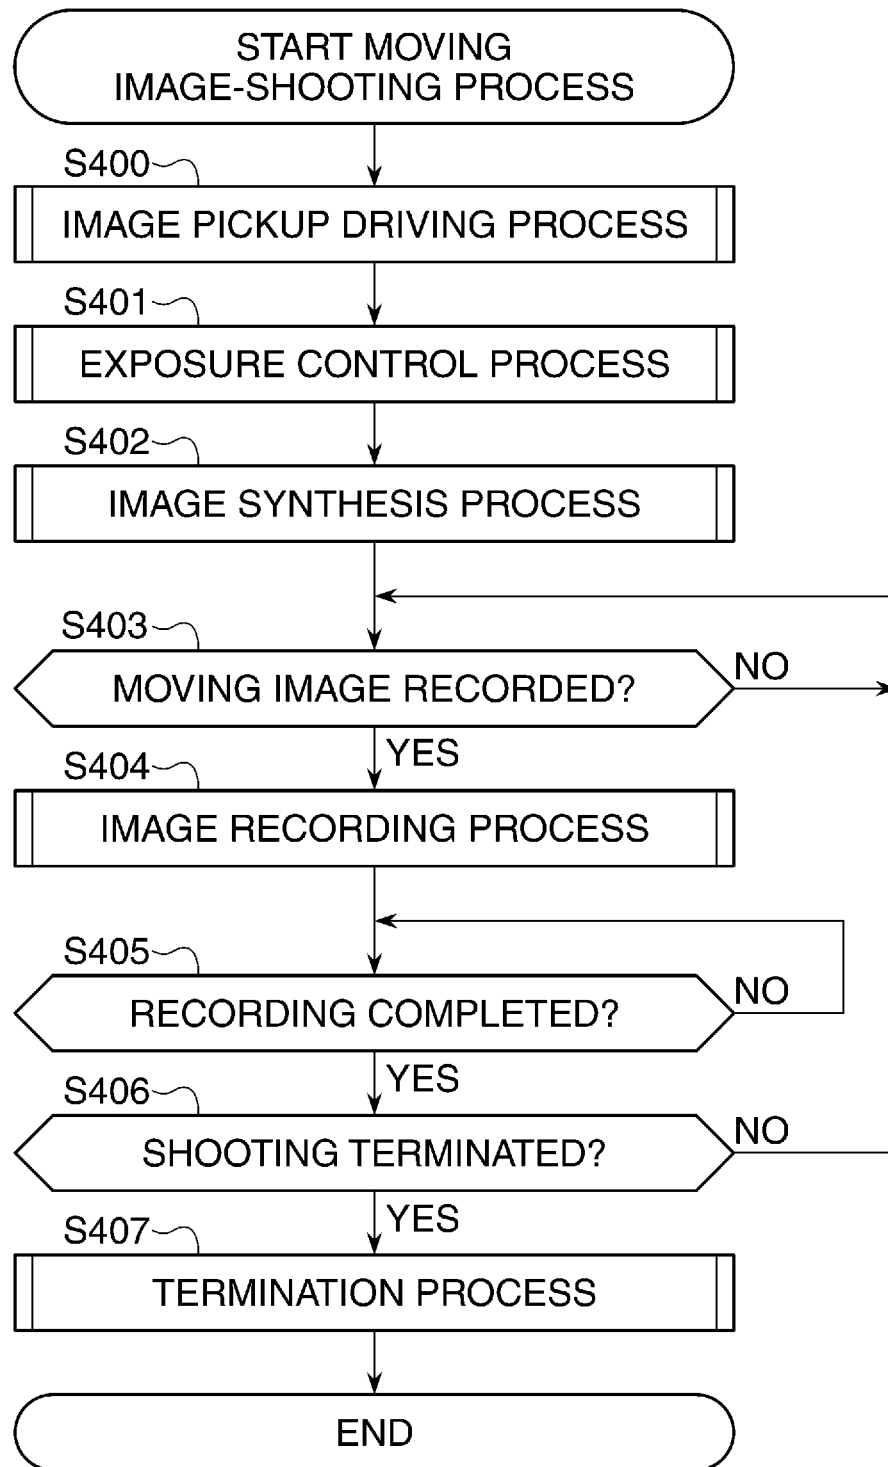 START MOVING
IMAGE-SHOOTING PROCESS
S400
IMAGE PICKUP DRIVING PROCESS
S401
EXPOSURE CONTROL PROCESS
S402
IMAGE SYNTHESIS PROCESS
S403
MOVING IMAGE RECORDED?
NO
YES
S404
IMAGE RECORDING PROCESS
S405
RECORDING COMPLETED?
NO
YES
S406
SHOOTING TERMINATED?
NO
YES
S407
TERMINATION PROCESS
END